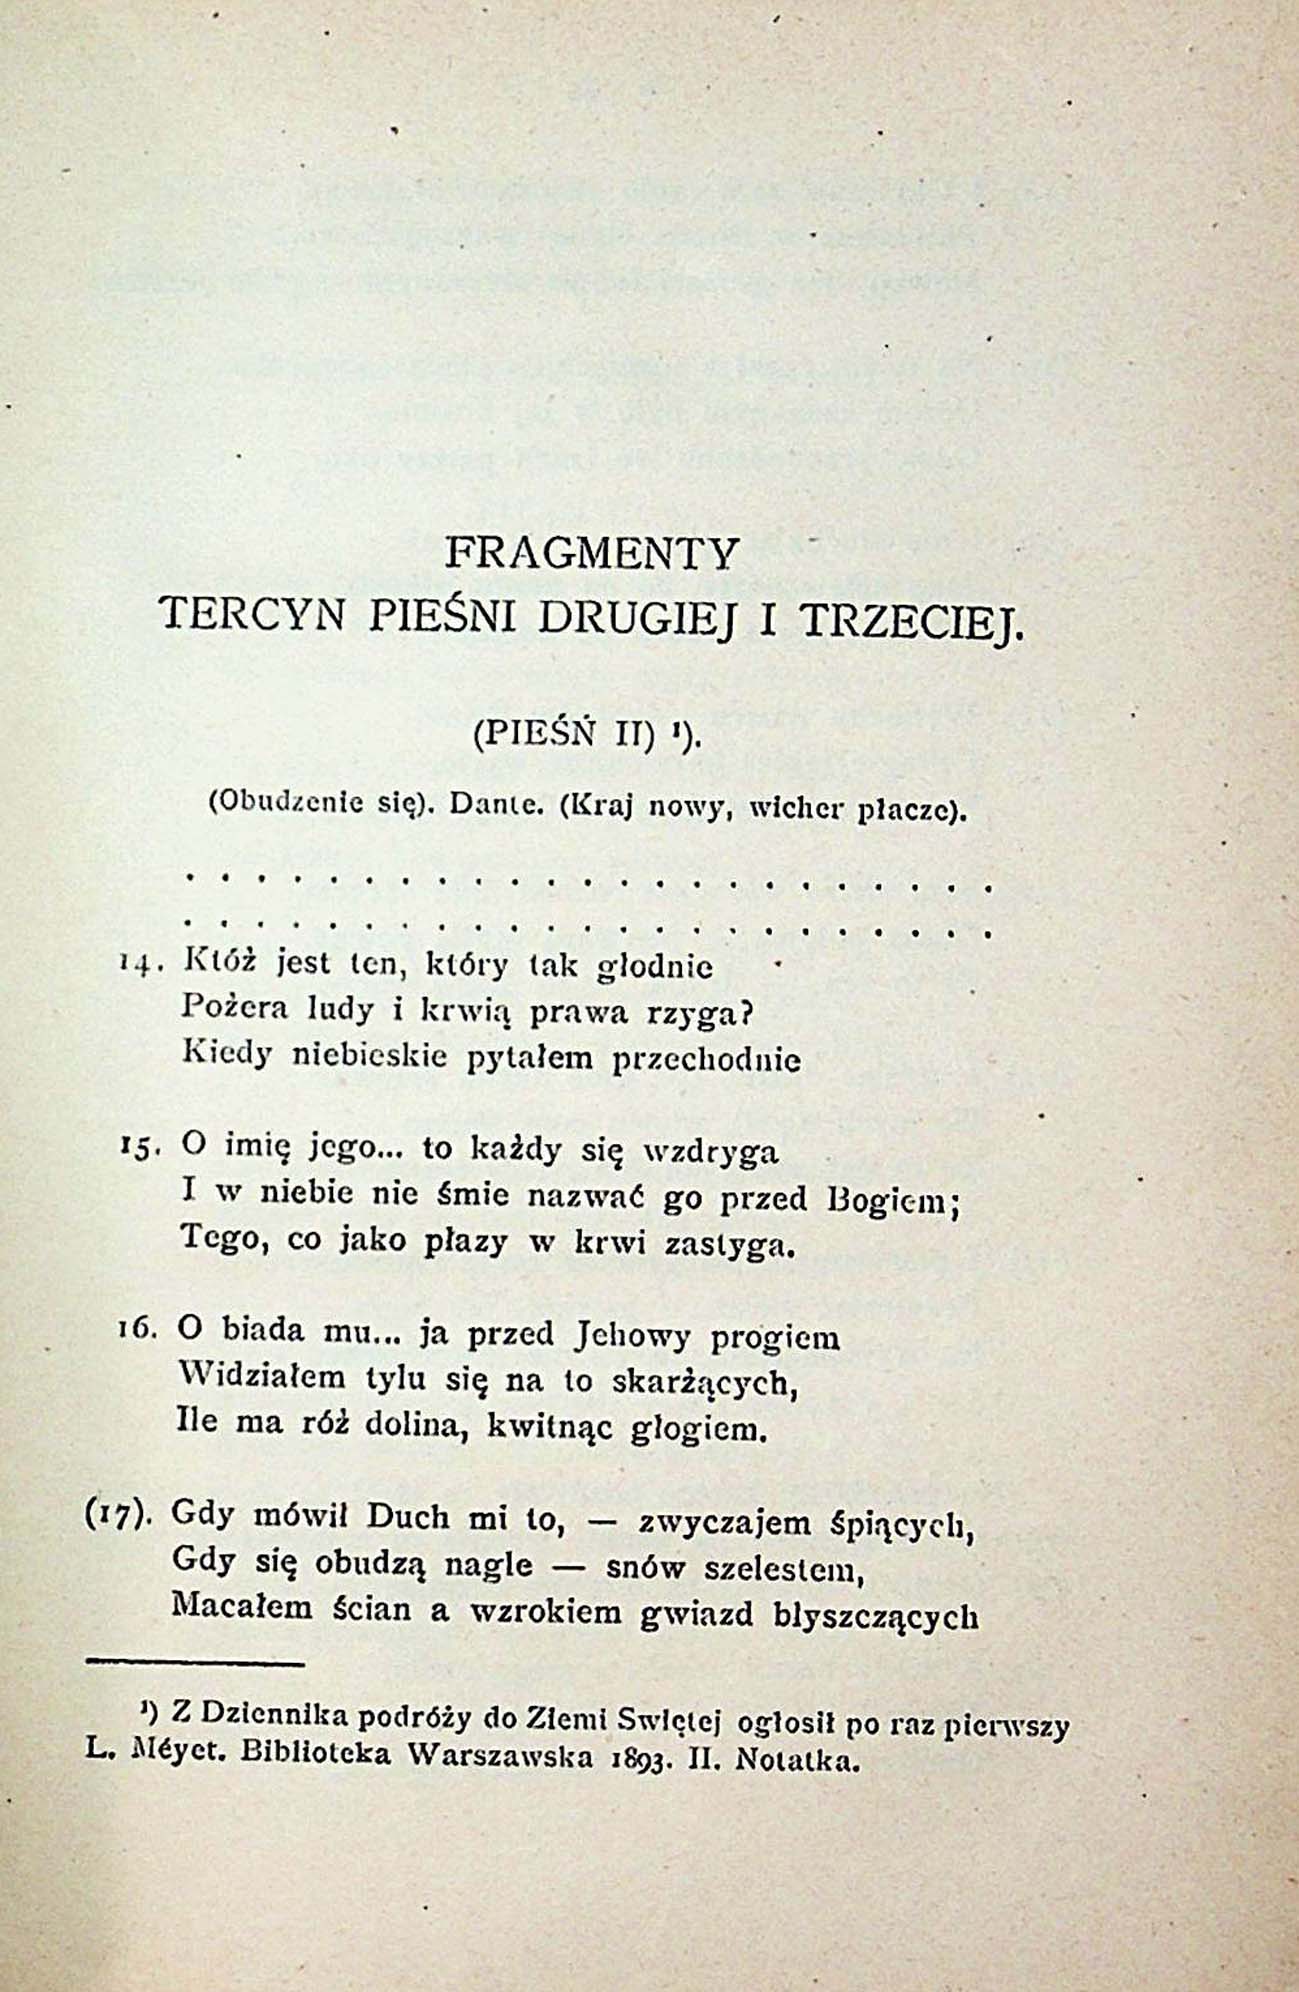 FRAGMENTY
TERCYN PIEŚNI DRUGIEJ I TRZECIEJ.
(PIEŚŃ II) ¹).
(Obudzenie się). Dante. (Kraj nowy, wicher płacze).
. . . . . . . . . . . . . . . . . . . . . . .
. . . . . . . . . . . . . . . . . . . . . . .
14. Któż jest ten, który tak głodnie
Pożera ludy i krwią prawa rzyga?
Kiedy niebieskie pytałem przechodnie
15. O imię jego... to każdy się wzdryga
I w niebie nie śmie nazwać go przed Bogiem;
Tego, co jako płazy w krwi zastyga.
16. O biada mu... ja przed Jehowy progiem
Widziałem tylu się na to skarżących,
Ile ma róż dolina, kwitnąc głogiem.
(17). Gdy mówił Duch mi to, — zwyczajem śpiących,
Gdy się obudzą nagle — snów szelestem,
Macałem ścian a wzrokiem gwiazd blyszczących
¹) Z Dziennika podróży do Ziemi Swiętej ogłosił po raz pierwszy
L. Méyet. Biblioteka Warszawska 1893. II. Notatka.